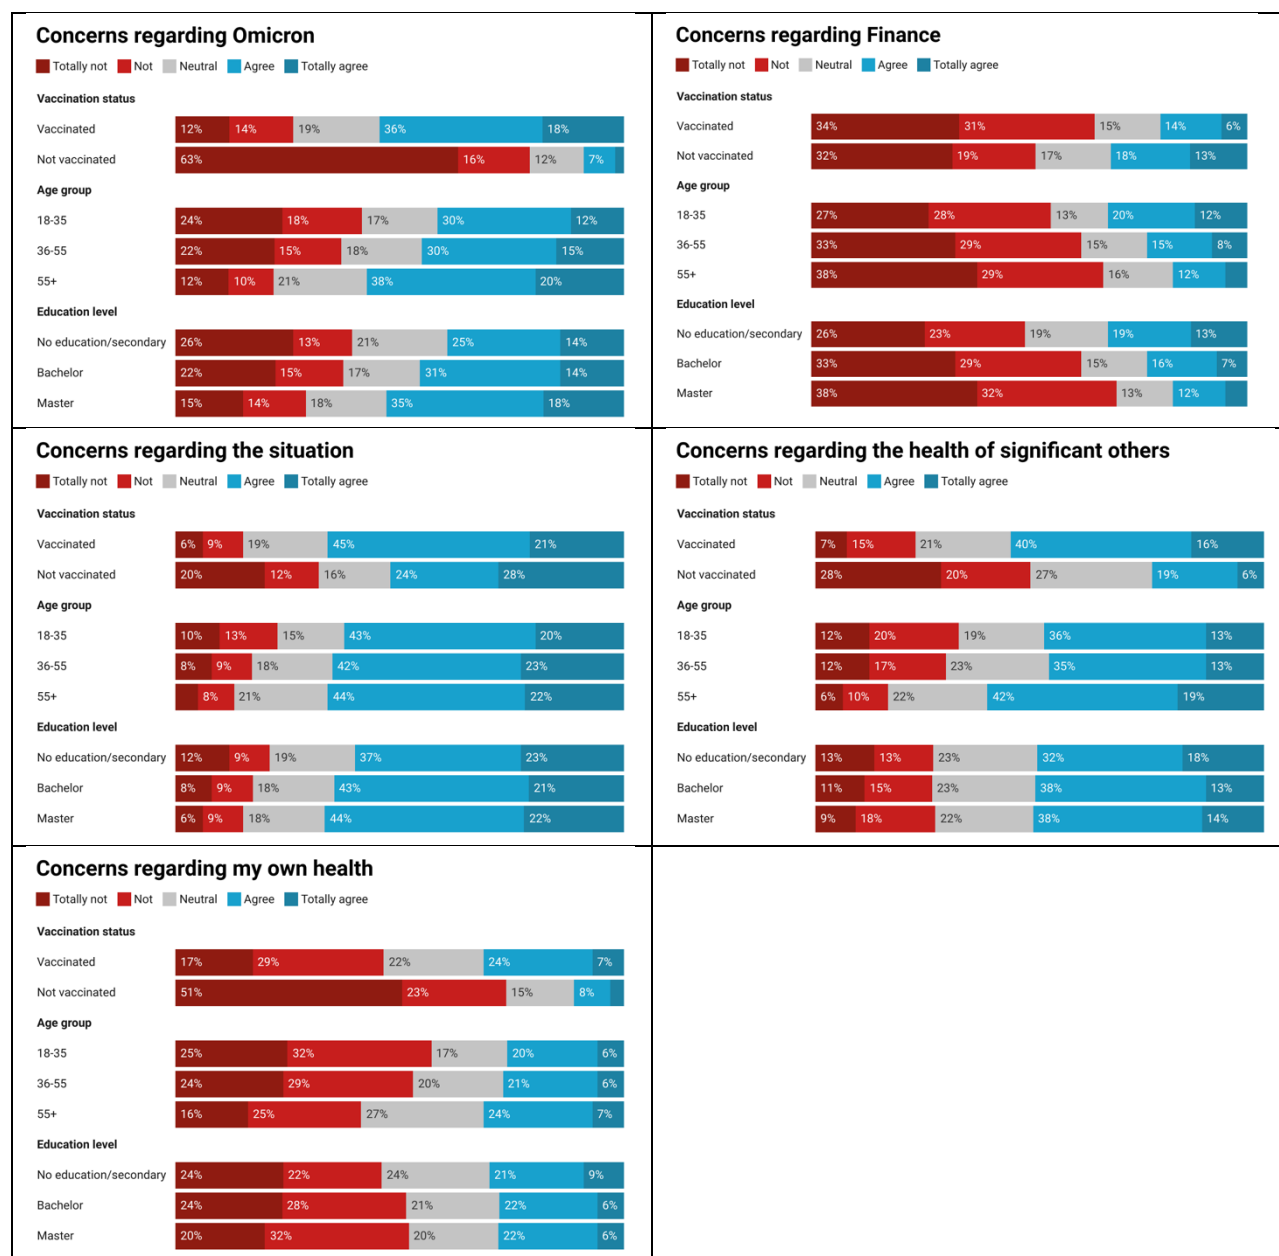 Concerns regarding Omicron
Totally not Not Neutral Agree Totally agree
Vaccination status
Vaccinated 12% 14% 19% 36% 18%
Not vaccinated 63% 16% 12% 7%
Age group
18-35 24% 18% 17% 30% 12%
36-55 22% 15% 18% 30% 15%
55+ 12% 10% 21% 38% 20%
Education level
No education/secondary 26% 13% 21% 25% 14%
Bachelor 22% 15% 17% 31% 14%
Master 15% 14% 18% 35% 18%
Concerns regarding Finance
Totally not Not Neutral Agree Totally agree
Vaccination status
Vaccinated 34% 31% 15% 14% 6%
Not vaccinated 32% 19% 17% 18% 13%
Age group
18-35 27% 28% 13% 20% 12%
36-55 33% 29% 15% 15% 8%
55+ 38% 29% 16% 12%
Education level
No education/secondary 26% 23% 19% 19% 13%
Bachelor 33% 29% 15% 16% 7%
Master 38% 32% 13% 12%
Concerns regarding the situation
Totally not Not Neutral Agree Totally agree
Vaccination status
Vaccinated 6% 9% 19% 45% 21%
Not vaccinated 20% 12% 16% 24% 28%
Age group
18-35 10% 13% 15% 43% 20%
36-55 8% 9% 18% 42% 23%
55+ 8% 21% 44% 22%
Education level
No education/secondary 12% 9% 19% 37% 23%
Bachelor 8% 9% 18% 43% 21%
Master 6% 9% 18% 44% 22%
Concerns regarding the health of significant others
Totally not Not Neutral Agree Totally agree
Vaccination status
Vaccinated 7% 15% 21% 40% 16%
Not vaccinated 28% 20% 27% 19% 6%
Age group
18-35 12% 20% 19% 36% 13%
36-55 12% 17% 23% 35% 13%
55+ 6% 10% 22% 42% 19%
Education level
No education/secondary 13% 13% 23% 32% 18%
Bachelor 11% 15% 23% 38% 13%
Master 9% 18% 22% 38% 14%
Concerns regarding my own health
Totally not Not Neutral Agree Totally agree
Vaccination status
Vaccinated 17% 29% 22% 24% 7%
Not vaccinated 51% 23% 15% 8%
Age group
18-35 25% 32% 17% 20% 6%
36-55 24% 29% 20% 21% 6%
55+ 16% 25% 27% 24% 7%
Education level
No education/secondary 24% 22% 24% 21% 9%
Bachelor 24% 28% 21% 22% 6%
Master 20% 32% 20% 22% 6%